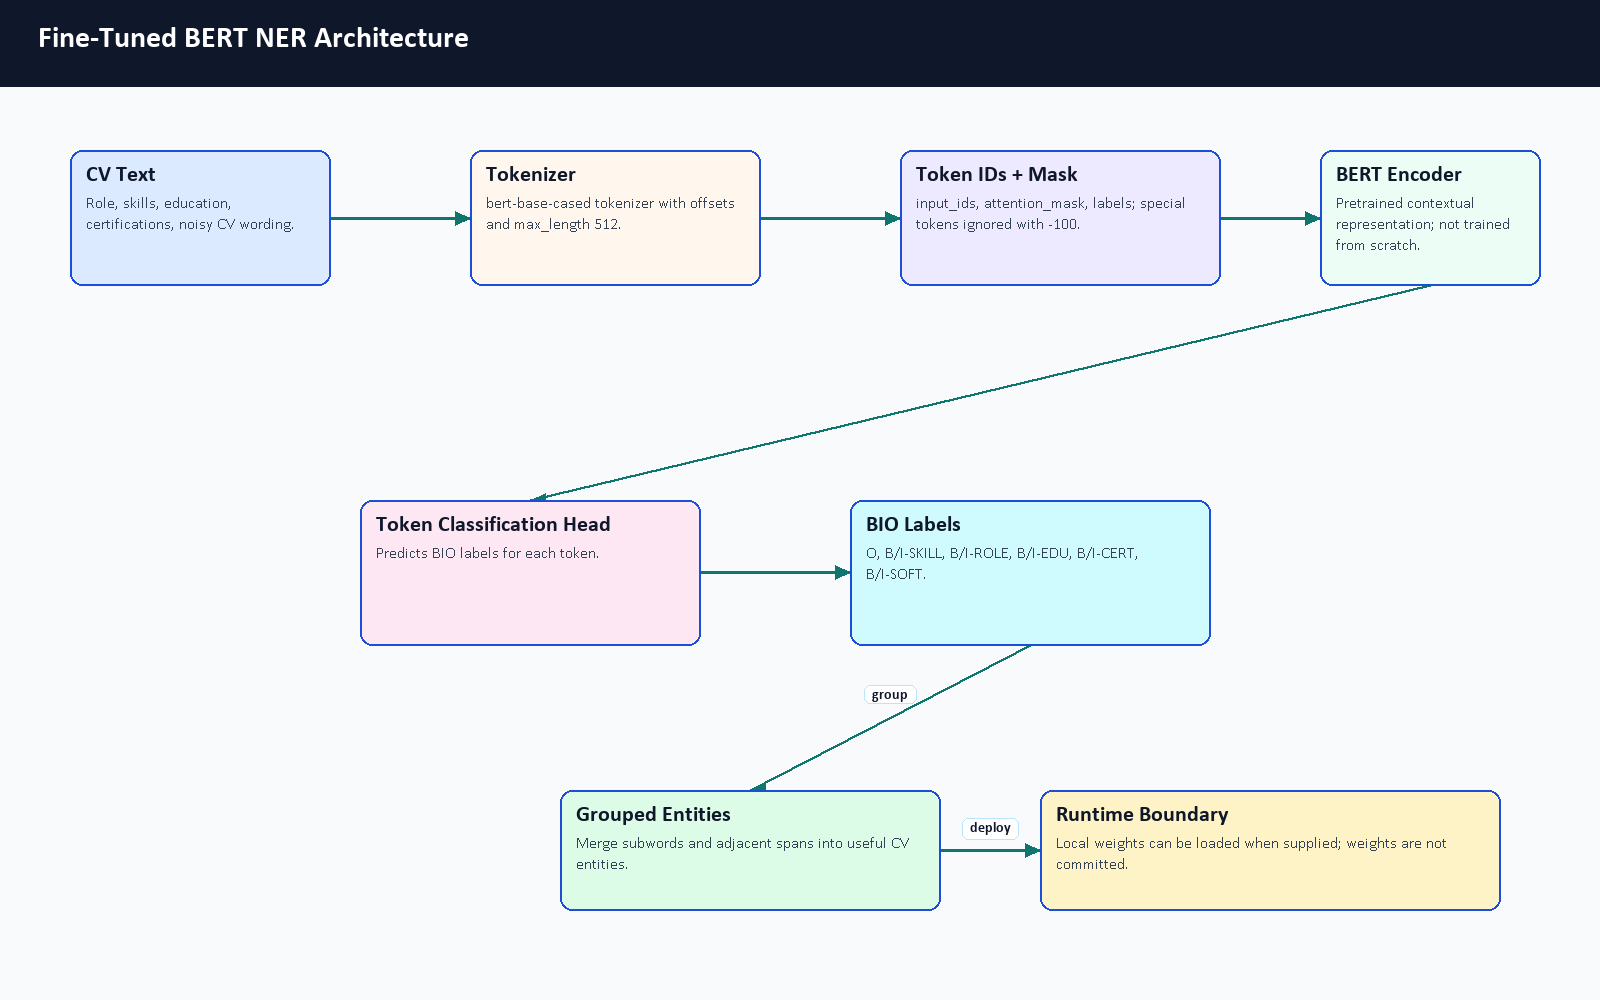 Fine-Tuned BERT NER Architecture
CV Text
Role, skills, education,
certifications, noisy CV wording.
Tokenizer
bert-base-cased tokenizer with offsets
and max_length 512.
Token IDs + Mask
input_ids, attention_mask, labels; special
tokens ignored with -100.
BERT Encoder
Pretrained contextual
representation; not trained
from scratch.
Token Classification Head
Predicts BIO labels for each token.
BIO Labels
O, B/I-SKILL, B/I-ROLE, B/I-EDU, B/I-CERT,
B/I-SOFT.
group
Grouped Entities
Merge subwords and adjacent spans into useful CV
entities.
deploy
Runtime Boundary
Local weights can be loaded when supplied; weights are not
committed.